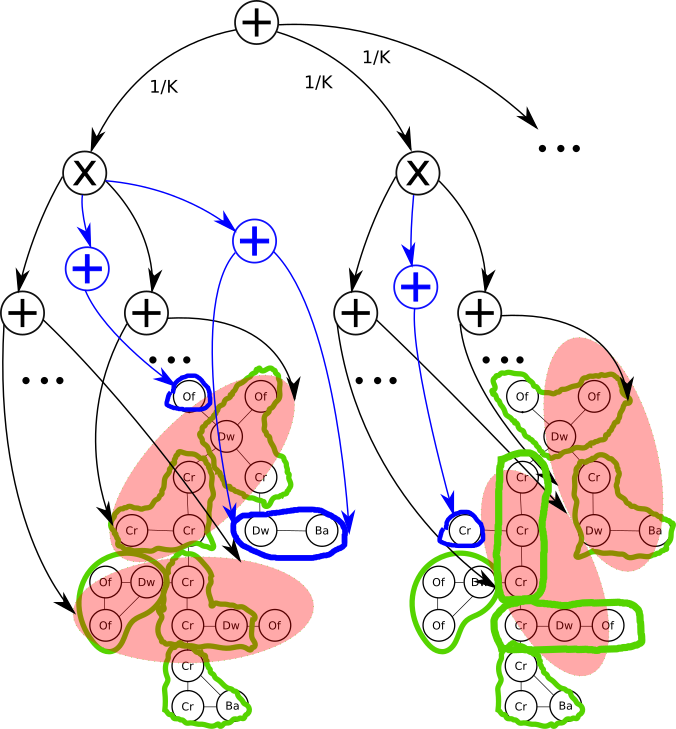 +
1/K
1/K
1/K
...
X
X
+
+
+
+
+
+
+
...
...
...
...
Of Of Of Of
Dw Dw
Cr Cr Cr Cr
Cr Cr Dw Ba Cr Cr Dw Ba
Of Dw Cr Of Dw Cr
Of Cr Dw Of Of Cr Dw Of
Cr Cr
Cr Ba Cr Ba